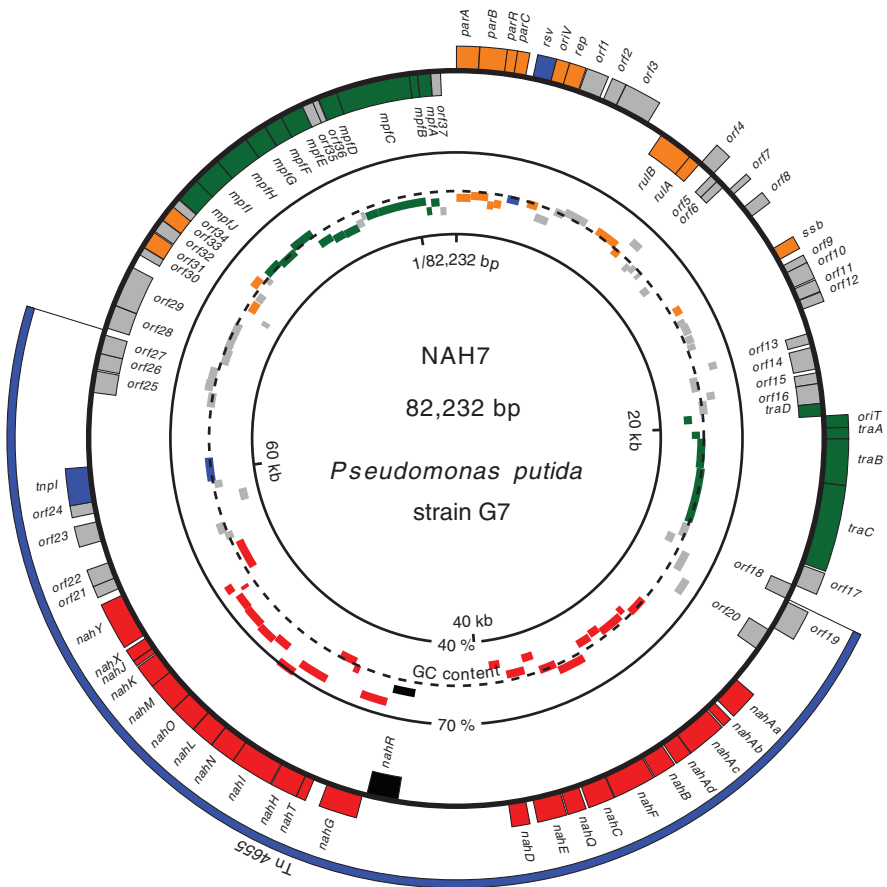 parA
parB
parR
parC
rsv
oriV
rep
orf1
orf2
orf3
rulB
rulA
orf4
orf5
orf6
orf7
orf8
ssb
orf9
orf10
orf11
orf12
orf13
orf14
orf15
orf16
traD
oriT
traA
traB
traC
orf17
orf18
orf19
orf20
nahAa
nahAb
nahAc
nahAd
nahB
nahF
nahC
nahQ
nahE
nahD
nahR
nahG
nahT
nahH
nahI
nahN
nahL
nahO
nahM
nahK
nahJ
nahX
nahY
orf21
orf22
orf23
orf24
tnpI
orf25
orf26
orf27
orf28
orf29
orf30
orf31
orf32
orf33
orf34
mpfJ
mpfI
mpfH
mpfG
mpfF
mpfE
orf35
orf36
mpfD
mpfC
mpfB
mpfA
orf37
Tn4655
1/82,232 bp
20 kb
40 kb
60 kb
40 %
GC content
70 %
NAH7
82,232 bp
Pseudomonas putida
strain G7